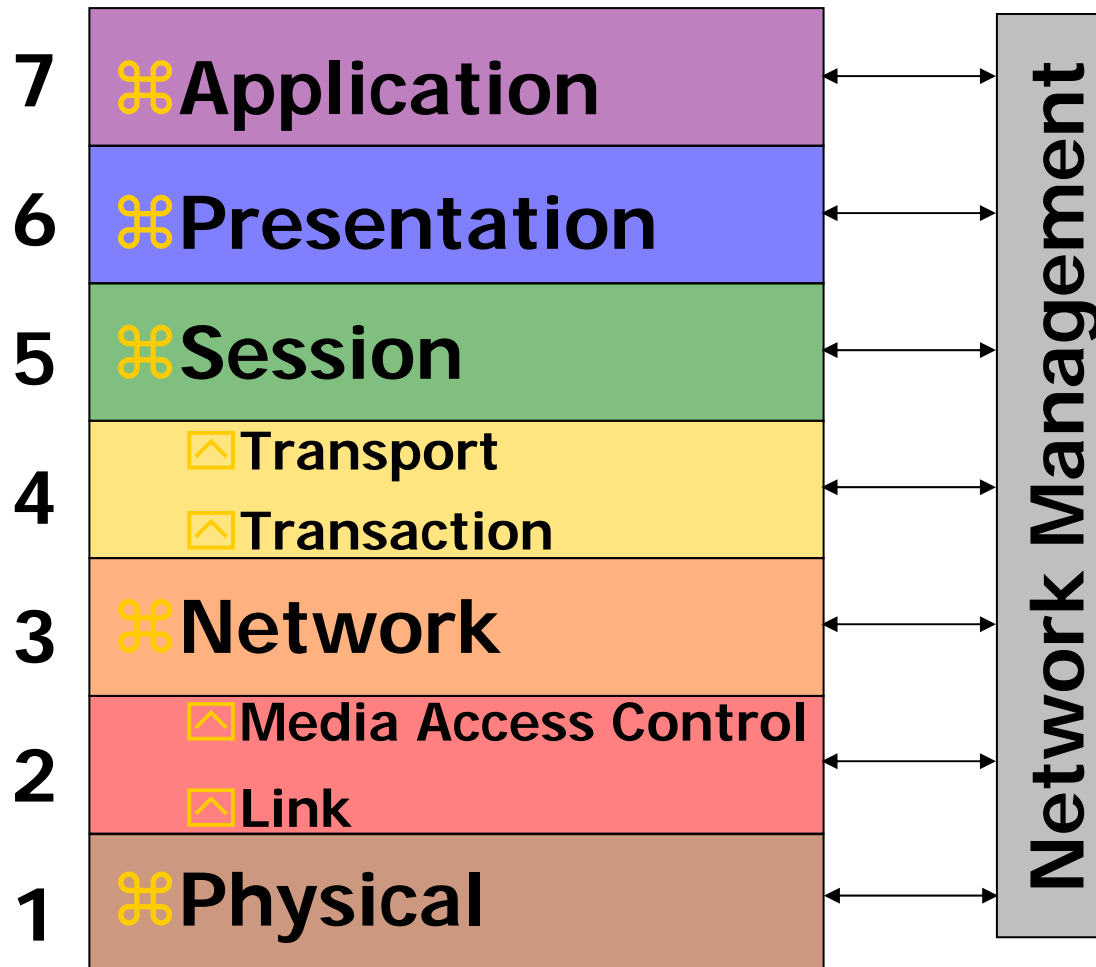 7 ⌘Application
6 ⌘Presentation
5 ⌘Session
4
Transport
Transaction
3 ⌘Network
2
Media Access Control
Link
1 ⌘Physical
Network Management